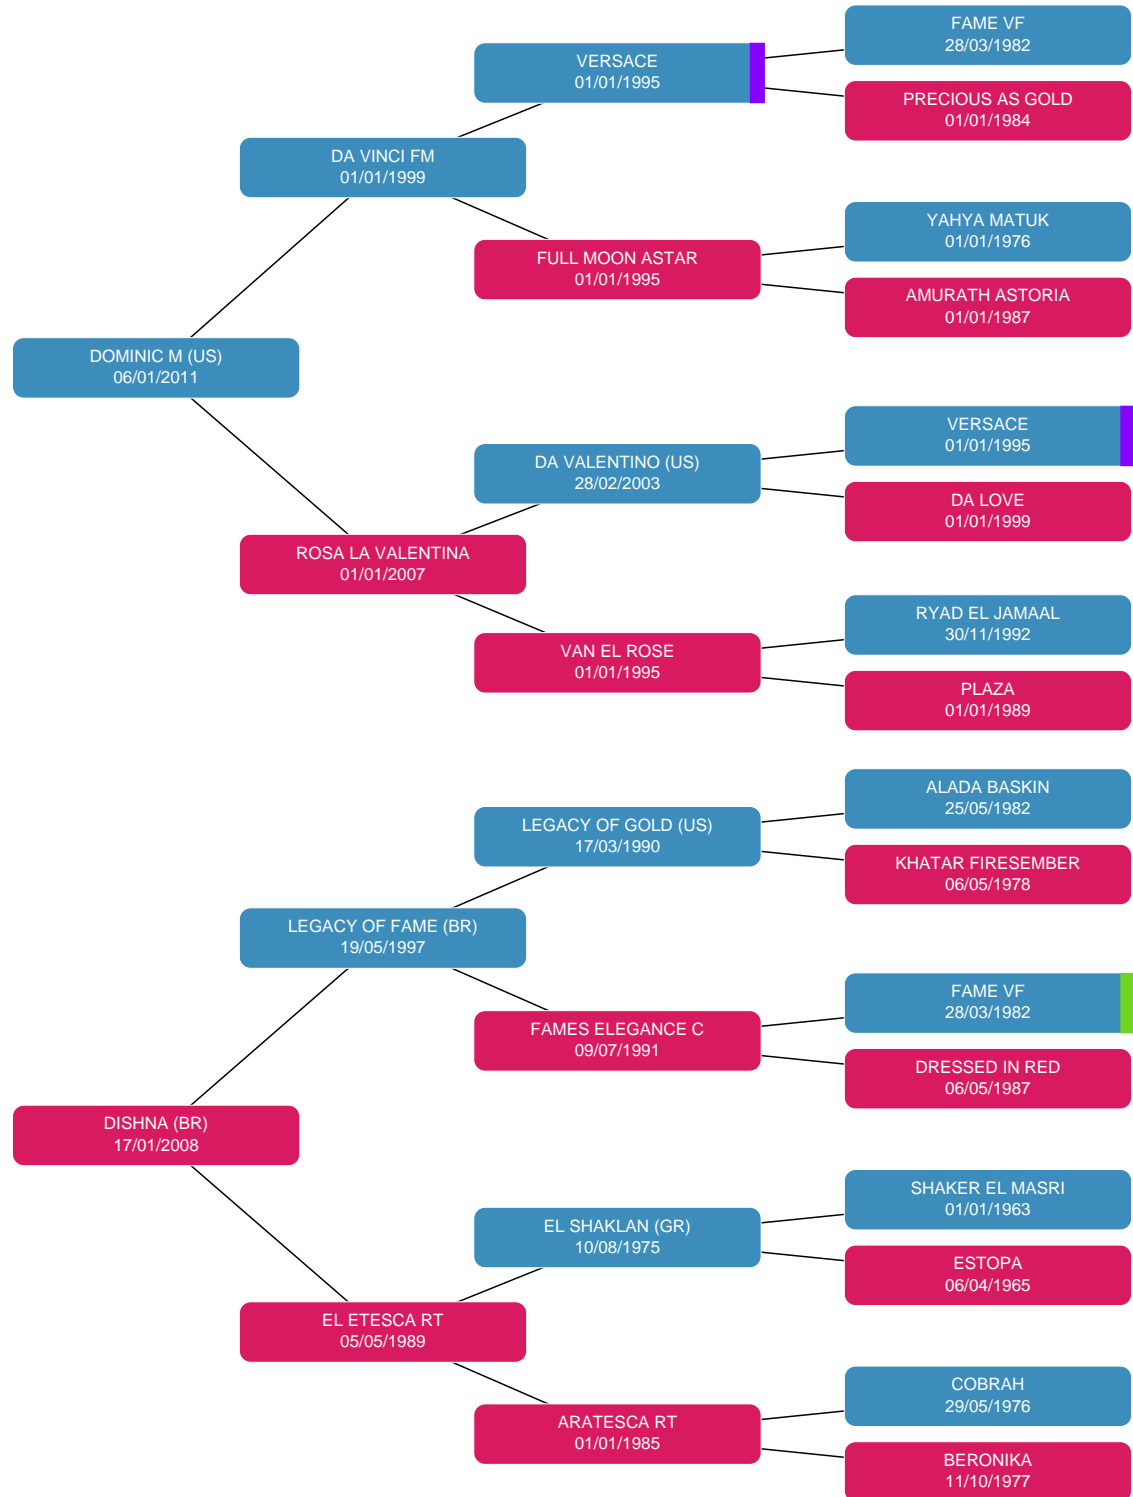 FAME VF
28/03/1982
VERSACE
01/01/1995
PRECIOUS AS GOLD
01/01/1984
DA VINCI FM
01/01/1999
YAHYA MATUK
01/01/1976
FULL MOON ASTAR
01/01/1995
AMURATH ASTORIA
01/01/1987
DOMINIC M (US)
06/01/2011
VERSACE
01/01/1995
DA VALENTINO (US)
28/02/2003
DA LOVE
01/01/1999
ROSA LA VALENTINA
01/01/2007
RYAD EL JAMAAL
30/11/1992
VAN EL ROSE
01/01/1995
PLAZA
01/01/1989
ALADA BASKIN
25/05/1982
LEGACY OF GOLD (US)
17/03/1990
KHATAR FIRESEMBER
06/05/1978
LEGACY OF FAME (BR)
19/05/1997
FAME VF
28/03/1982
FAMES ELEGANCE C
09/07/1991
DRESSED IN RED
06/05/1987
DISHNA (BR)
17/01/2008
SHAKER EL MASRI
01/01/1963
EL SHAKLAN (GR)
10/08/1975
ESTOPA
06/04/1965
EL ETESCA RT
05/05/1989
COBRAH
29/05/1976
ARATESCA RT
01/01/1985
BERONIKA
11/10/1977